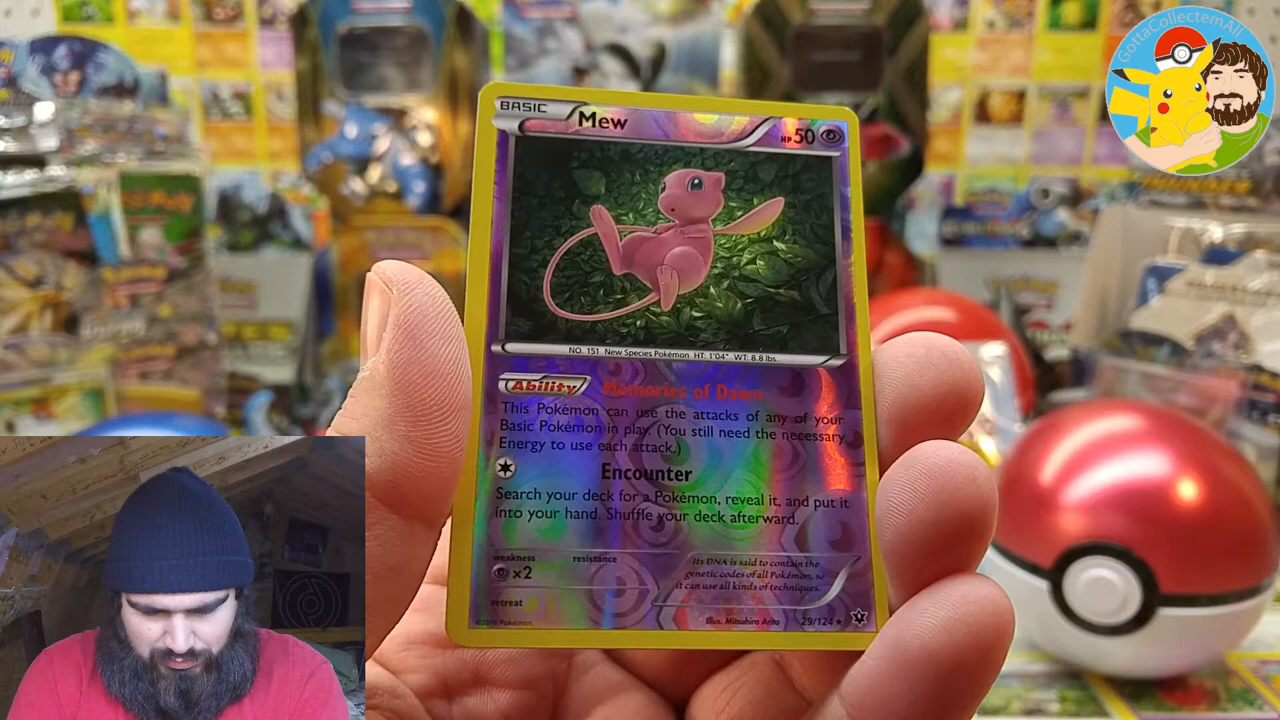 GottaCollectemAll
BASIC
Mew
HP50
NO. 151 New Species Pokémon HT: 1'04" WT: 8.8 lbs.
Ability Memories of Dawn
This Pokémon can use the attacks of any of your
Basic Pokémon in play. (You still need the necessary
Energy to use each attack.)
Encounter
Search your deck for a Pokémon, reveal it, and put it
into your hand. Shuffle your deck afterward.
weakness resistance
×2
Its DNA is said to contain the
genetic codes of all Pokémon, so
it can use all kinds of techniques.
retreat
©2016 Pokémon
Illus. Mitsuhiro Arita 29/124 ★